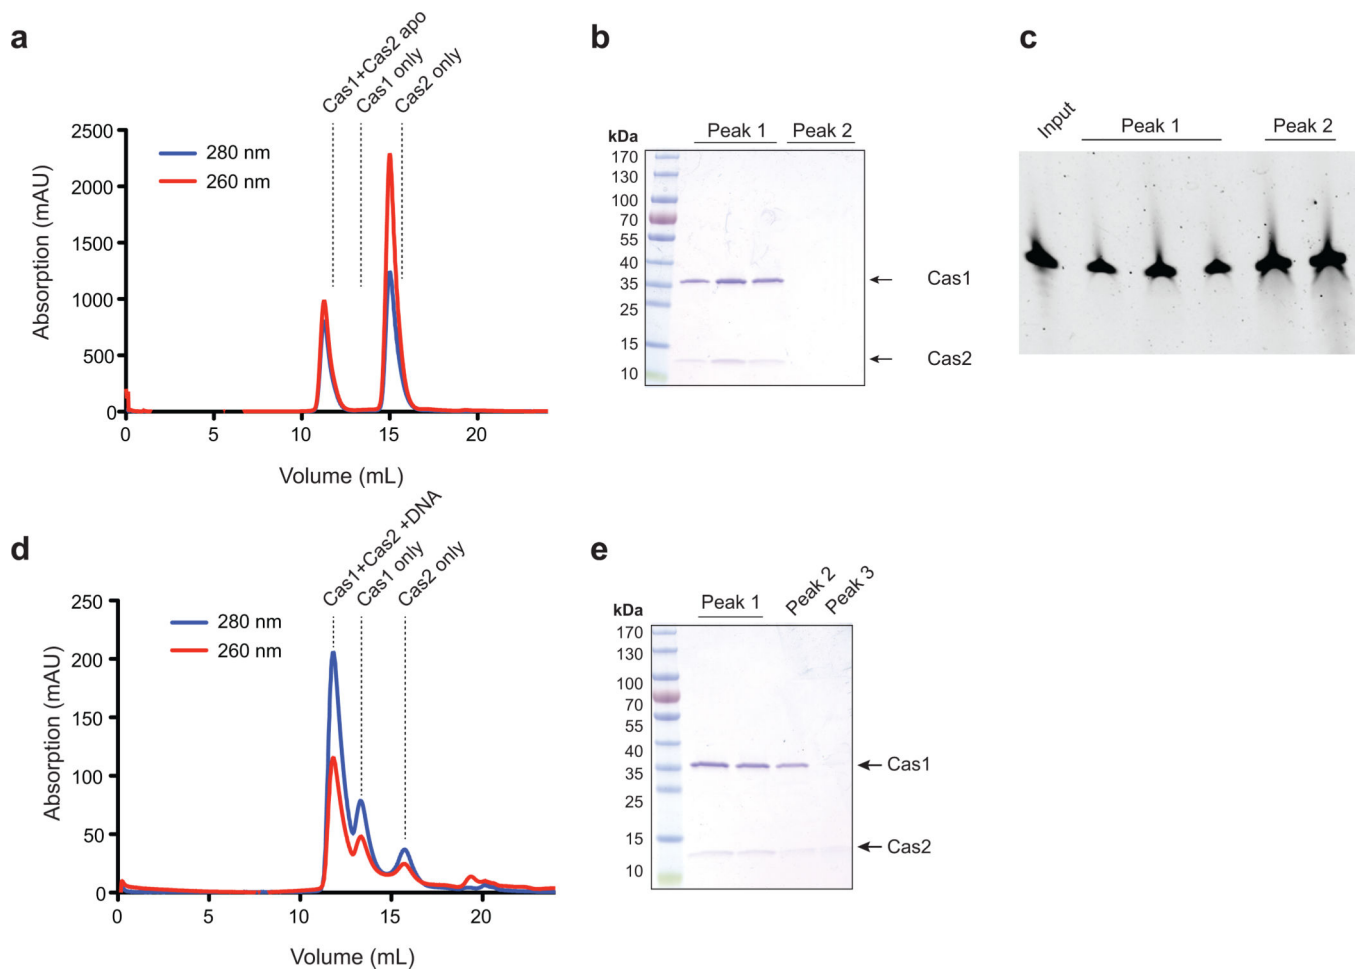 a
Cas1+Cas2 apo
Cas1 only
Cas2 only
2500
2000
1500
1000
500
0
Absorption (mAU)
280 nm
260 nm
0
5
10
15
20
Volume (mL)
b
kDa
Peak 1
Peak 2
170
130
100
70
55
40
35
25
15
10
Cas1
Cas2
c
Input
Peak 1
Peak 2
d
Cas1+Cas2 +DNA
Cas1 only
Cas2 only
250
200
150
100
50
0
Absorption (mAU)
280 nm
260 nm
0
5
10
15
20
Volume (mL)
e
kDa
Peak 1
Peak 2
Peak 3
170
130
100
70
55
40
35
25
15
10
Cas1
Cas2